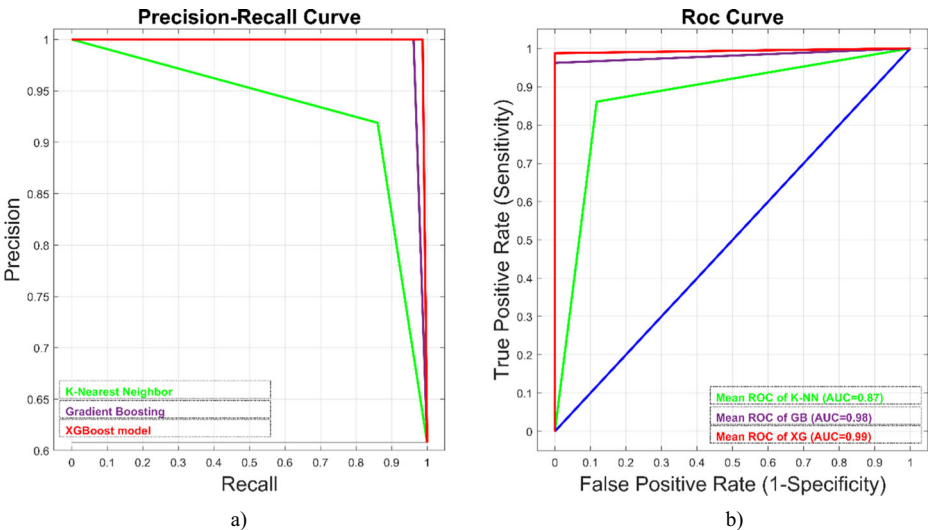 Precision-Recall Curve
1
0.95
0.9
0.85
0.8
0.75
0.7
0.65
0.6
Precision
K-Nearest Neighbor
Gradient Boosting
XGBoost model
0 0.1 0.2 0.3 0.4 0.5 0.6 0.7 0.8 0.9 1
Recall
a)
Roc Curve
1
0.9
0.8
0.7
0.6
0.5
0.4
0.3
0.2
0.1
0
True Positive Rate (Sensitivity)
Mean ROC of K-NN (AUC=0.87)
Mean ROC of GB (AUC=0.98)
Mean ROC of XG (AUC=0.99)
0 0.1 0.2 0.3 0.4 0.5 0.6 0.7 0.8 0.9 1
False Positive Rate (1-Specificity)
b)